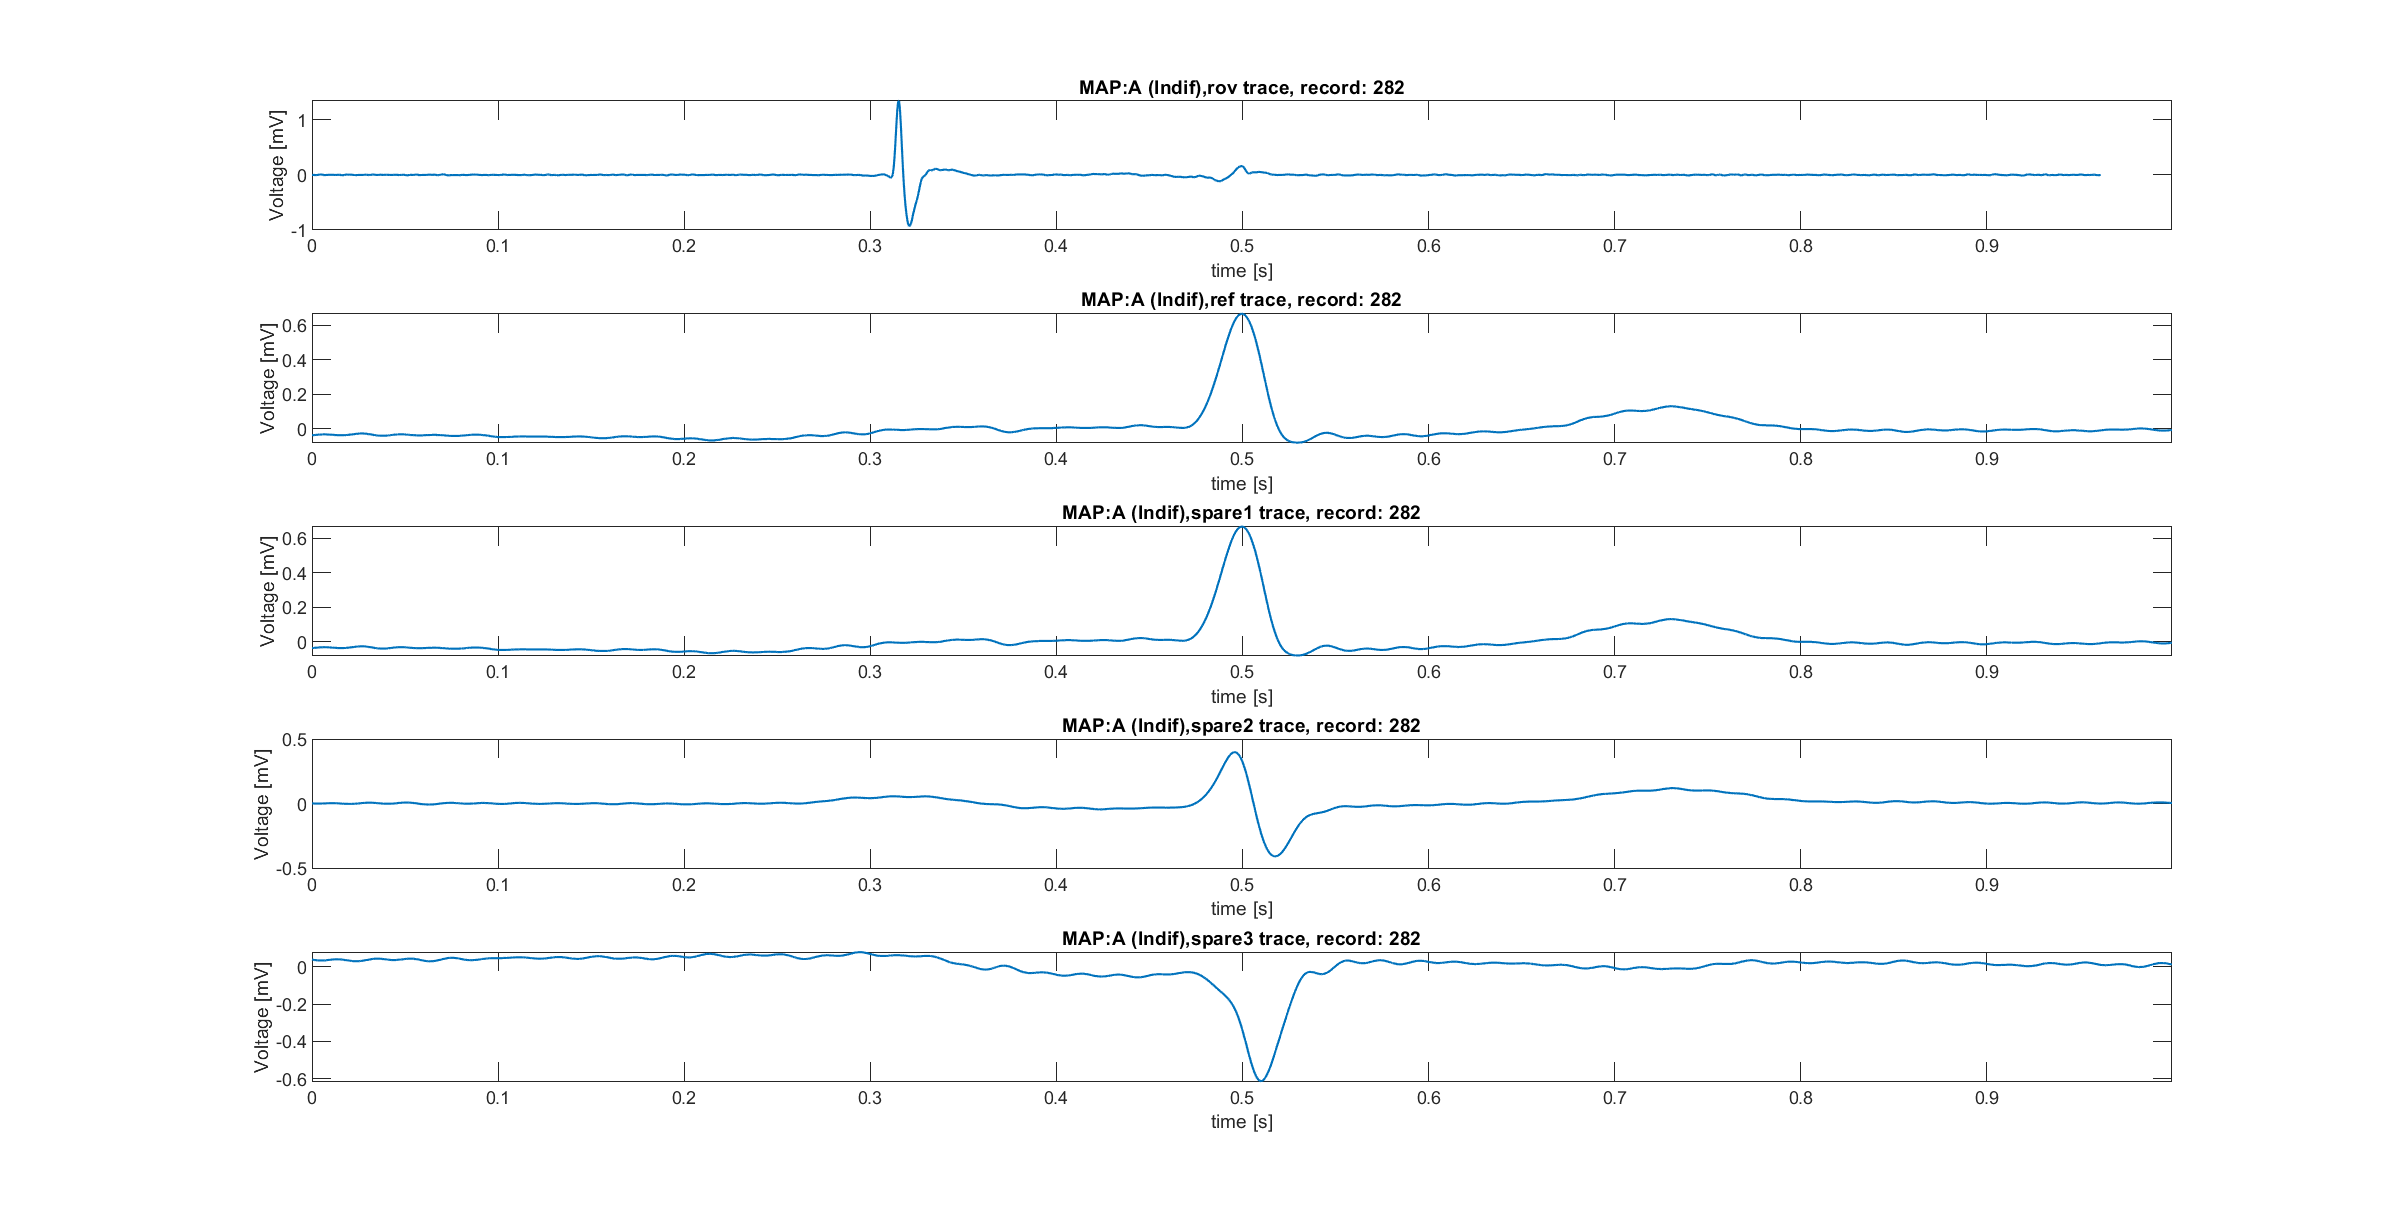 MAP:A (Indif),rov trace, record: 282
Voltage [mV]
1
0
-1
0 0.1 0.2 0.3 0.4 0.5 0.6 0.7 0.8 0.9
time [s]
MAP:A (Indif),ref trace, record: 282
Voltage [mV]
0.6
0.4
0.2
0
0 0.1 0.2 0.3 0.4 0.5 0.6 0.7 0.8 0.9
time [s]
MAP:A (Indif),spare1 trace, record: 282
Voltage [mV]
0.6
0.4
0.2
0
0 0.1 0.2 0.3 0.4 0.5 0.6 0.7 0.8 0.9
time [s]
MAP:A (Indif),spare2 trace, record: 282
Voltage [mV]
0.5
0
-0.5
0 0.1 0.2 0.3 0.4 0.5 0.6 0.7 0.8 0.9
time [s]
MAP:A (Indif),spare3 trace, record: 282
Voltage [mV]
0
-0.2
-0.4
-0.6
0 0.1 0.2 0.3 0.4 0.5 0.6 0.7 0.8 0.9
time [s]